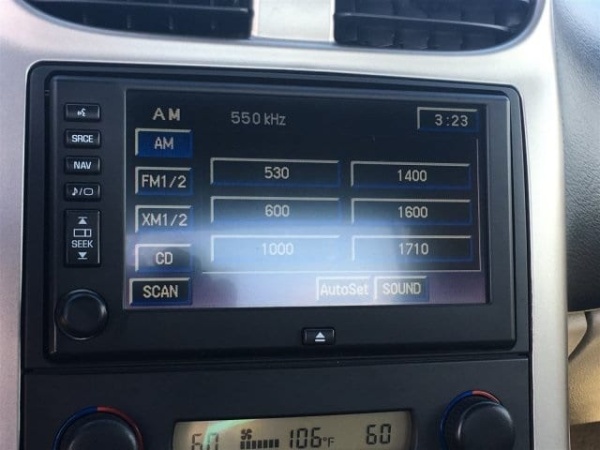 AM 550 kHz 3:23
SRCE AM
NAV FM1/2 530 1400
XM1/2 600 1600
SEEK CD 1000 1710
SCAN AutoSet SOUND
60 106°F 60